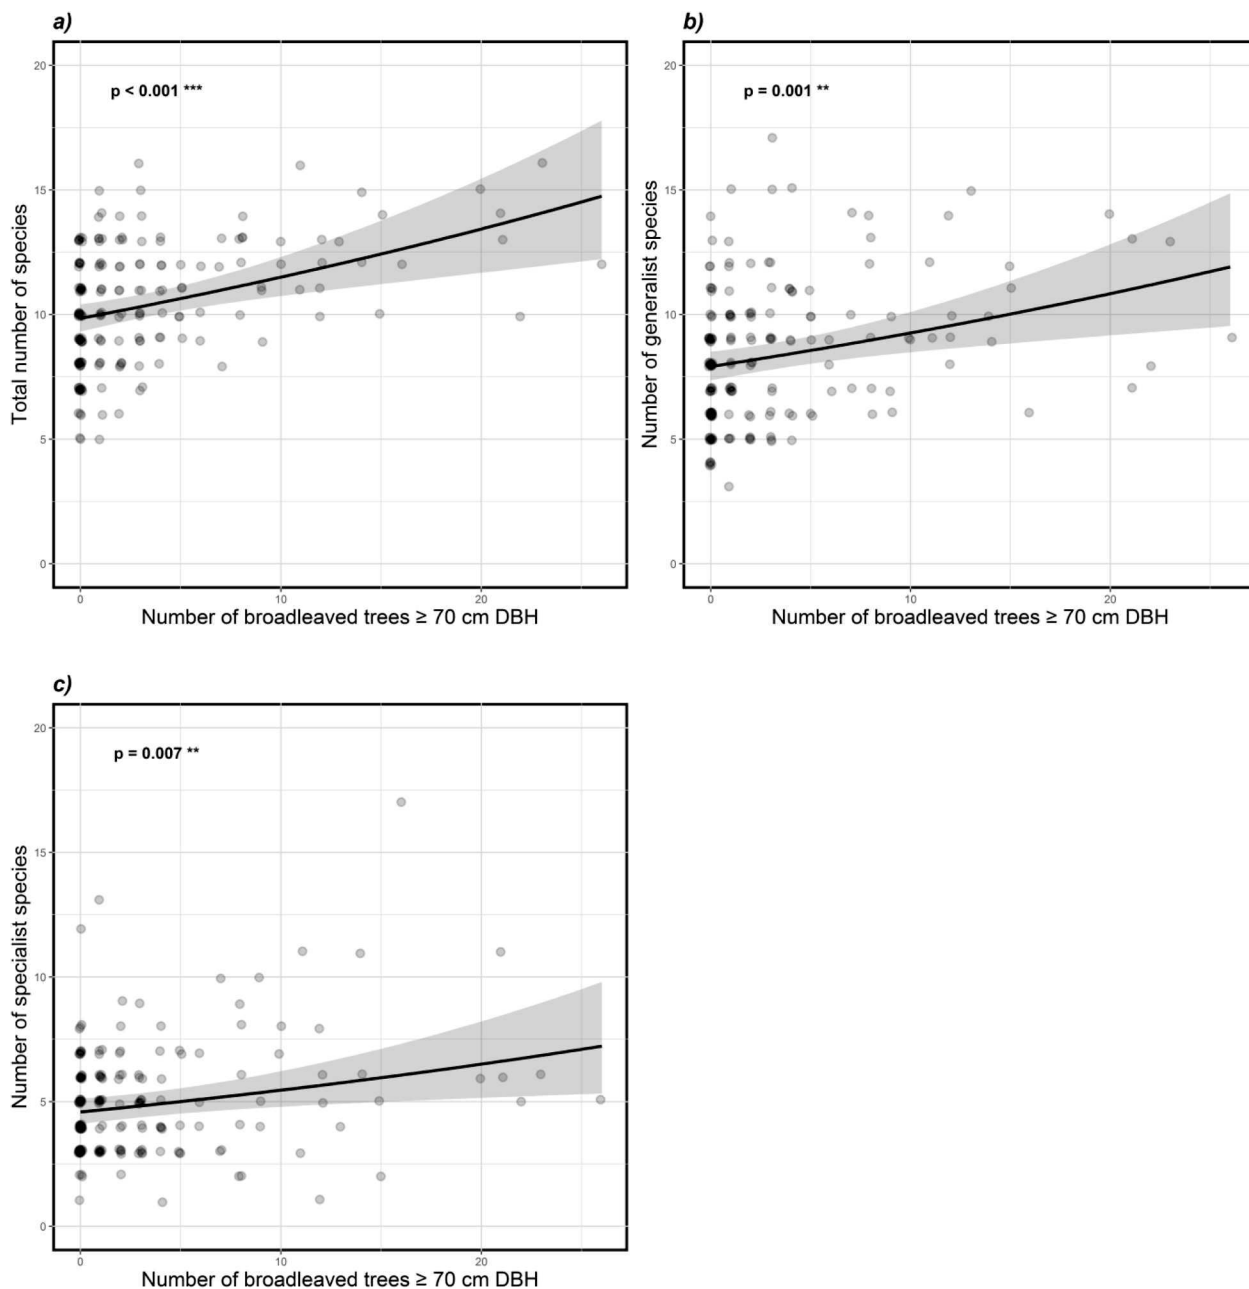 a)
p < 0.001 ***
Total number of species
20
15
10
5
0
0
10
20
Number of broadleaved trees ≥ 70 cm DBH
b)
p = 0.001 **
Number of generalist species
20
15
10
5
0
0
10
20
Number of broadleaved trees ≥ 70 cm DBH
c)
p = 0.007 **
Number of specialist species
20
15
10
5
0
0
10
20
Number of broadleaved trees ≥ 70 cm DBH